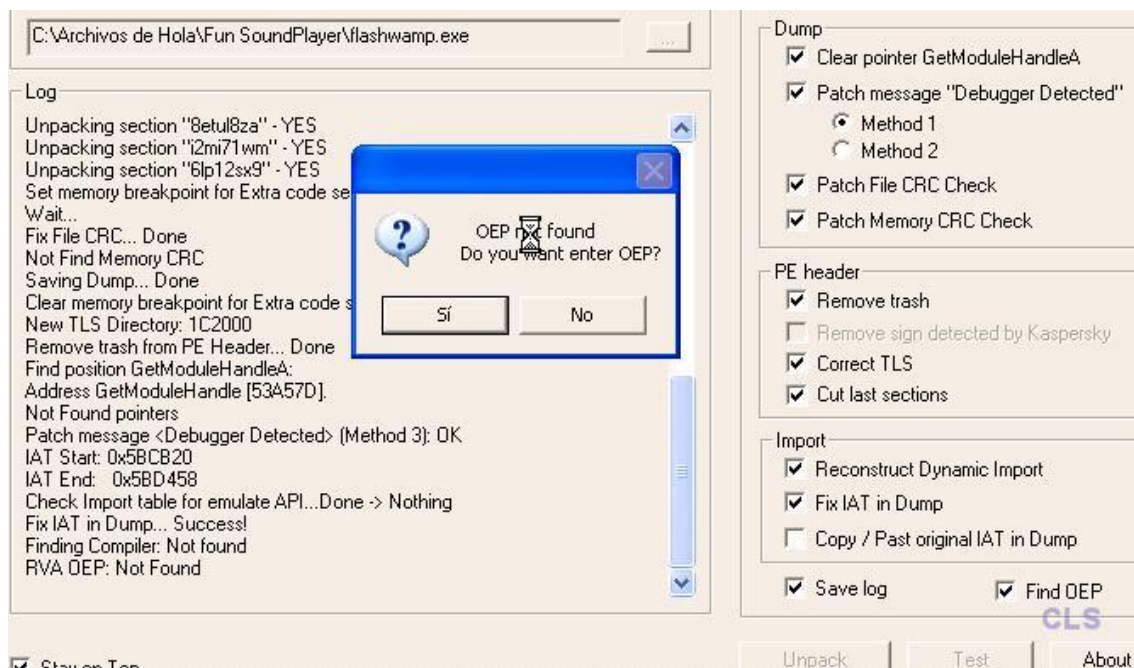 C:\Archivos de Hola\Fun SoundPlayer\flashwamp.exe
...
Log
Unpacking section "8etul8za" - YES
Unpacking section "i2mi71wm" - YES
Unpacking section "6lp12sx9" - YES
Set memory breakpoint for Extra code se
Wait...
Fix File CRC... Done
Not Find Memory CRC
Saving Dump... Done
Clear memory breakpoint for Extra code s
New TLS Directory: 1C2000
Remove trash from PE Header... Done
Find position GetModuleHandleA:
Address GetModuleHandle [53A57D].
Not Found pointers
Patch message <Debugger Detected> (Method 3): OK
IAT Start: 0x5BCB20
IAT End: 0x5BD458
Check Import table for emulate API...Done -> Nothing
Fix IAT in Dump... Success!
Finding Compiler: Not found
RVA OEP: Not Found
OEP found
Do you want enter OEP?
Sí
No
Dump
Clear pointer GetModuleHandleA
Patch message "Debugger Detected"
Method 1
Method 2
Patch File CRC Check
Patch Memory CRC Check
PE header
Remove trash
Remove sign detected by Kaspersky
Correct TLS
Cut last sections
Import
Reconstruct Dynamic Import
Fix IAT in Dump
Copy / Past original IAT in Dump
Save log
Find OEP
CLS
Stay on Top
Unpack
Test
About